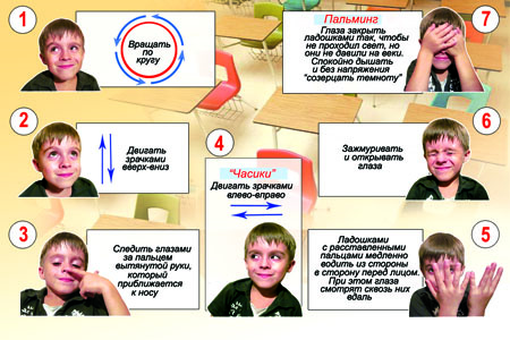 1
Вращать
по
кругу
2
Двигать
зрачками
вверх-вниз
3
Следить глазами
за пальцем
вытянутой руки,
который
приближается
к носу
4
"Часики"
Двигать зрачками
влево-вправо
5
Ладошками
с расставленными
пальцами медленно
водить из стороны
в сторону перед лицом.
При этом глаза
смотрят сквозь них
вдаль
6
Зажмуривать
и открывать
глаза
7
Пальминг
Глаза закрыть
ладошками так, чтобы
не проходил свет, но
они не давили на веки.
Спокойно дышать
и без напряжения
"созерцать темноту"